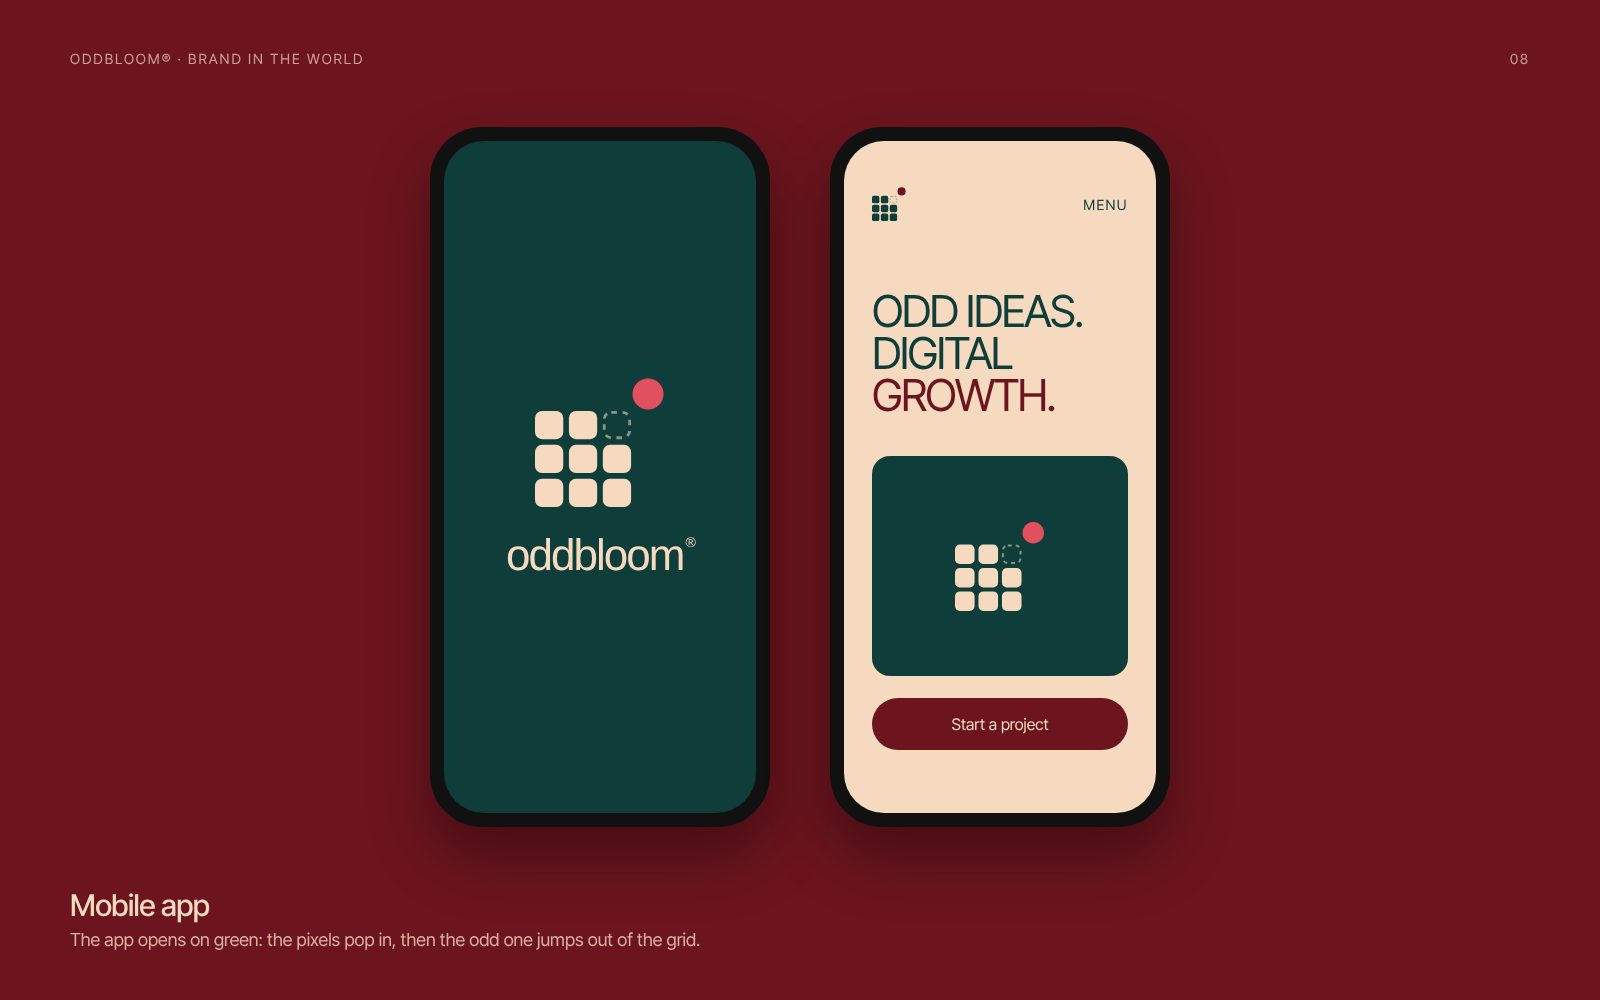 ODDBLOOM® · BRAND IN THE WORLD
08
oddbloom®
MENU
ODD IDEAS.
DIGITAL
GROWTH.
Start a project
Mobile app
The app opens on green: the pixels pop in, then the odd one jumps out of the grid.